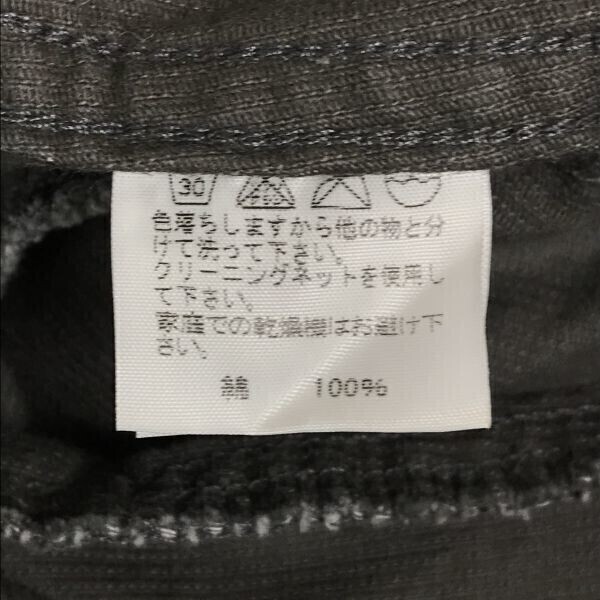 30
色落ちしますから他の物と分
けて洗って下さい。
クリーニングネットを使用し
て下さい。
家庭での乾燥機はお避け下
さい。
綿 100%